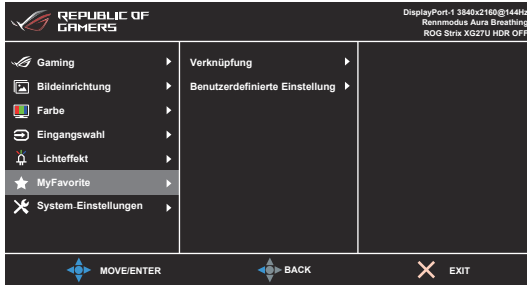 REPUBLIC OF
GAMERS
DisplayPort-1 3840x2160@144Hz
Rennmodus Aura Breathing
ROG Strix XG27U HDR OFF
Gaming
Bildeinrichtung
Farbe
Eingangswahl
Lichteffekt
MyFavorite
System-Einstellungen
Verknüpfung
Benutzerdefinierte Einstellung
MOVE/ENTER
BACK
EXIT